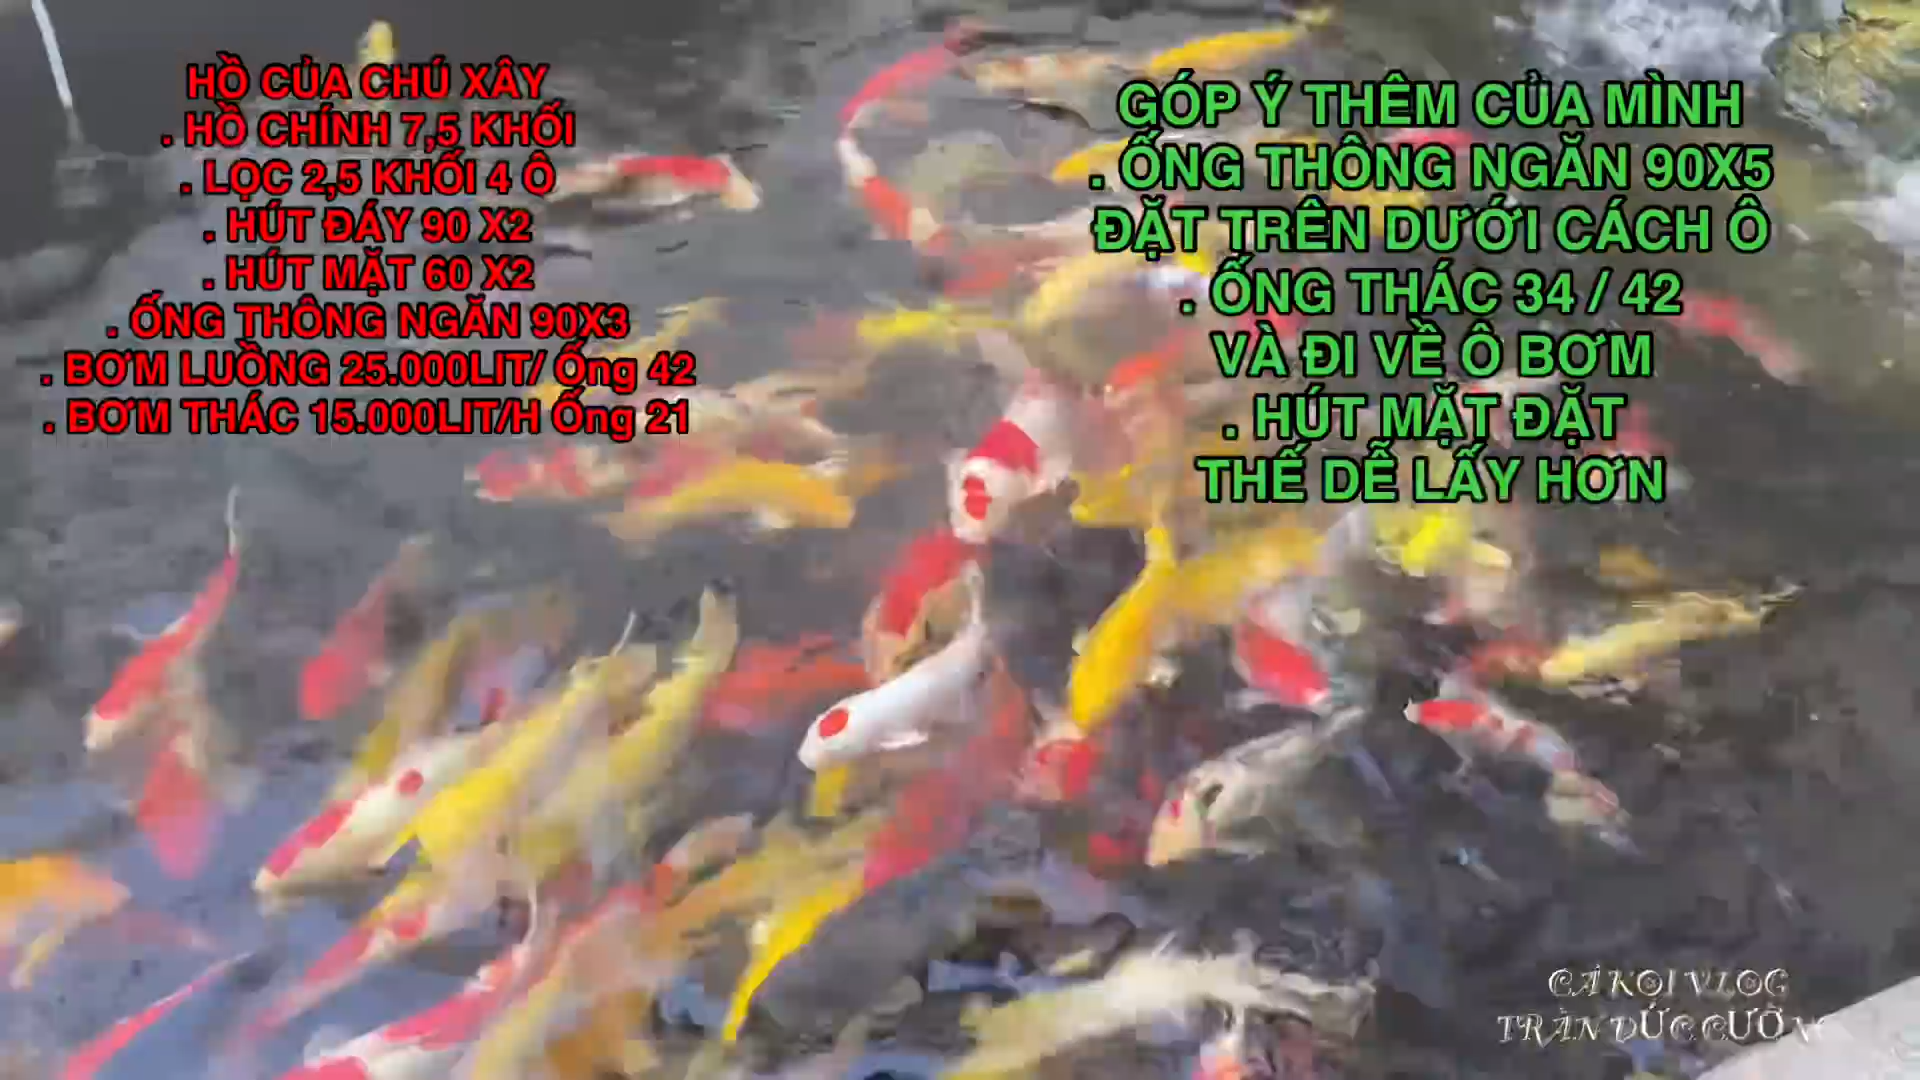 HỒ CỦA CHÚ XÂY
. HỒ CHÍNH 7,5 KHỐI
. LỌC 2,5 KHỐI 4 Ô
. HÚT ĐÁY 90 X2
. HÚT MẶT 60 X2
. ỐNG THÔNG NGĂN 90X3
. BƠM LUỒNG 25.000LIT/ Ống 42
. BƠM THÁC 15.000LIT/H Ống 21
GÓP Ý THÊM CỦA MÌNH
. ỐNG THÔNG NGĂN 90X5
ĐẶT TRÊN DƯỚI CÁCH Ô
. ỐNG THÁC 34 / 42
VÀ ĐI VỀ Ô BƠM
. HÚT MẶT ĐẶT
THẾ DỄ LẤY HƠN
CÁ KOI VLOG
TRẦN ĐỨC CƯỜNG